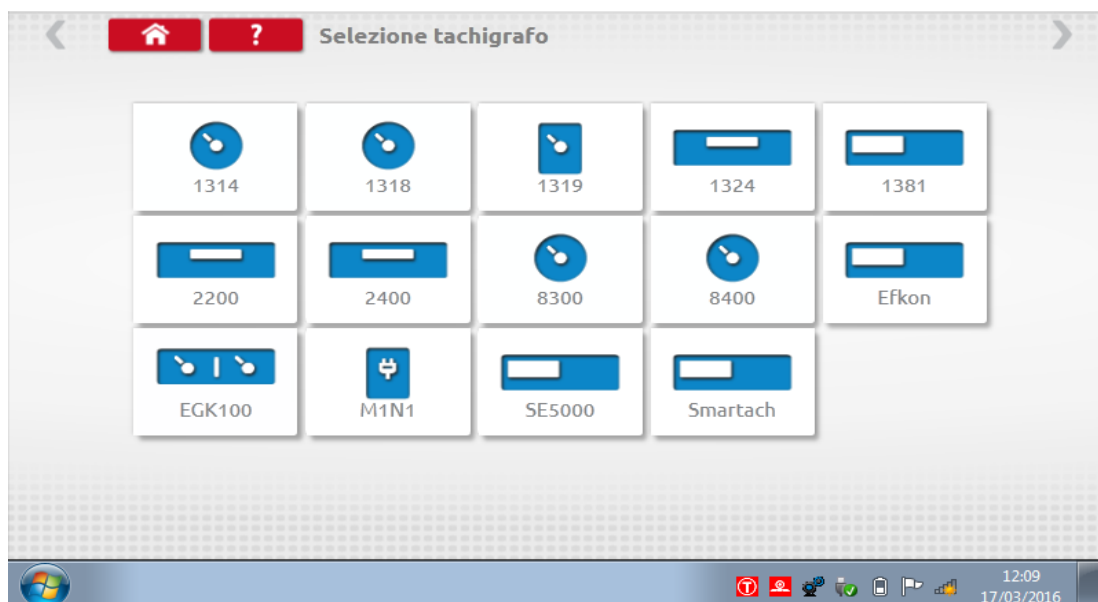 ? Selezione tachigrafo
1314 1318 1319 1324 1381
2200 2400 8300 8400 Efkon
EGK100 M1N1 SE5000 Smartach
12:09
17/03/2016